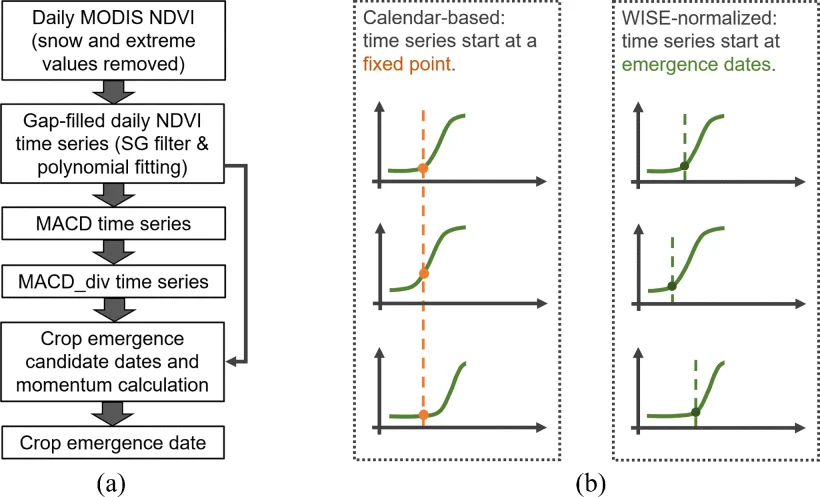 Daily MODIS NDVI
(snow and extreme
values removed)
Gap-filled daily NDVI
time series (SG filter &
polynomial fitting)
MACD time series
MACD_div time series
Crop emergence
candidate dates and
momentum calculation
Crop emergence date
(a)
Calendar-based:
time series start at a
fixed point.
WISE-normalized:
time series start at
emergence dates.
(b)